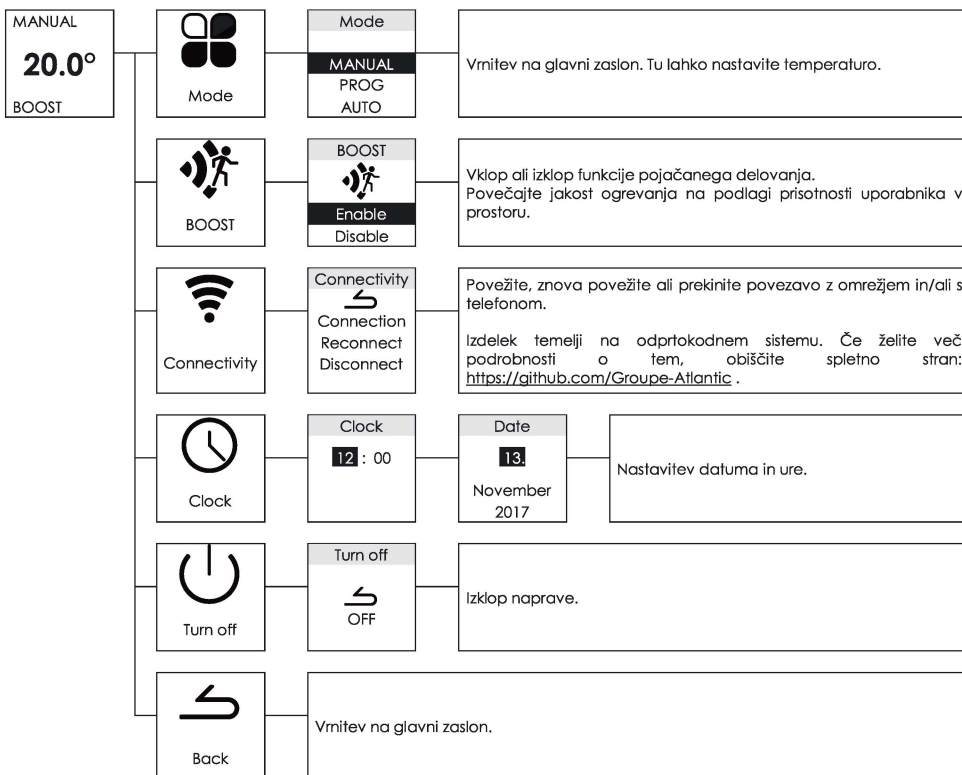 MANUAL
20.0°
BOOST
Mode
Mode
MANUAL
PROG
AUTO
Vrnitev na glavni zaslon. Tu lahko nastavite temperaturo.
BOOST
BOOST
Enable
Disable
Vklop ali izklop funkcije pojačanega delovanja.
Povečajte jakost ogrevanja na podlagi prisotnosti uporabnika v
prostoru.
Connectivity
Connectivity
Connection
Reconnect
Disconnect
Povežite, znova povežite ali prekinite povezavo z omrežjem in/ali s
telefonom.
Izdelek temelji na odprtokodnem sistemu. Če želite več
podrobnosti o tem, obiščite spletno stran:
https://github.com/Groupe-Atlantic .
Clock
Clock
12 : 00
Date
13.
November
2017
Nastavitev datuma in ure.
Turn off
Turn off
OFF
Izklop naprave.
Back
Vrnitev na glavni zaslon.